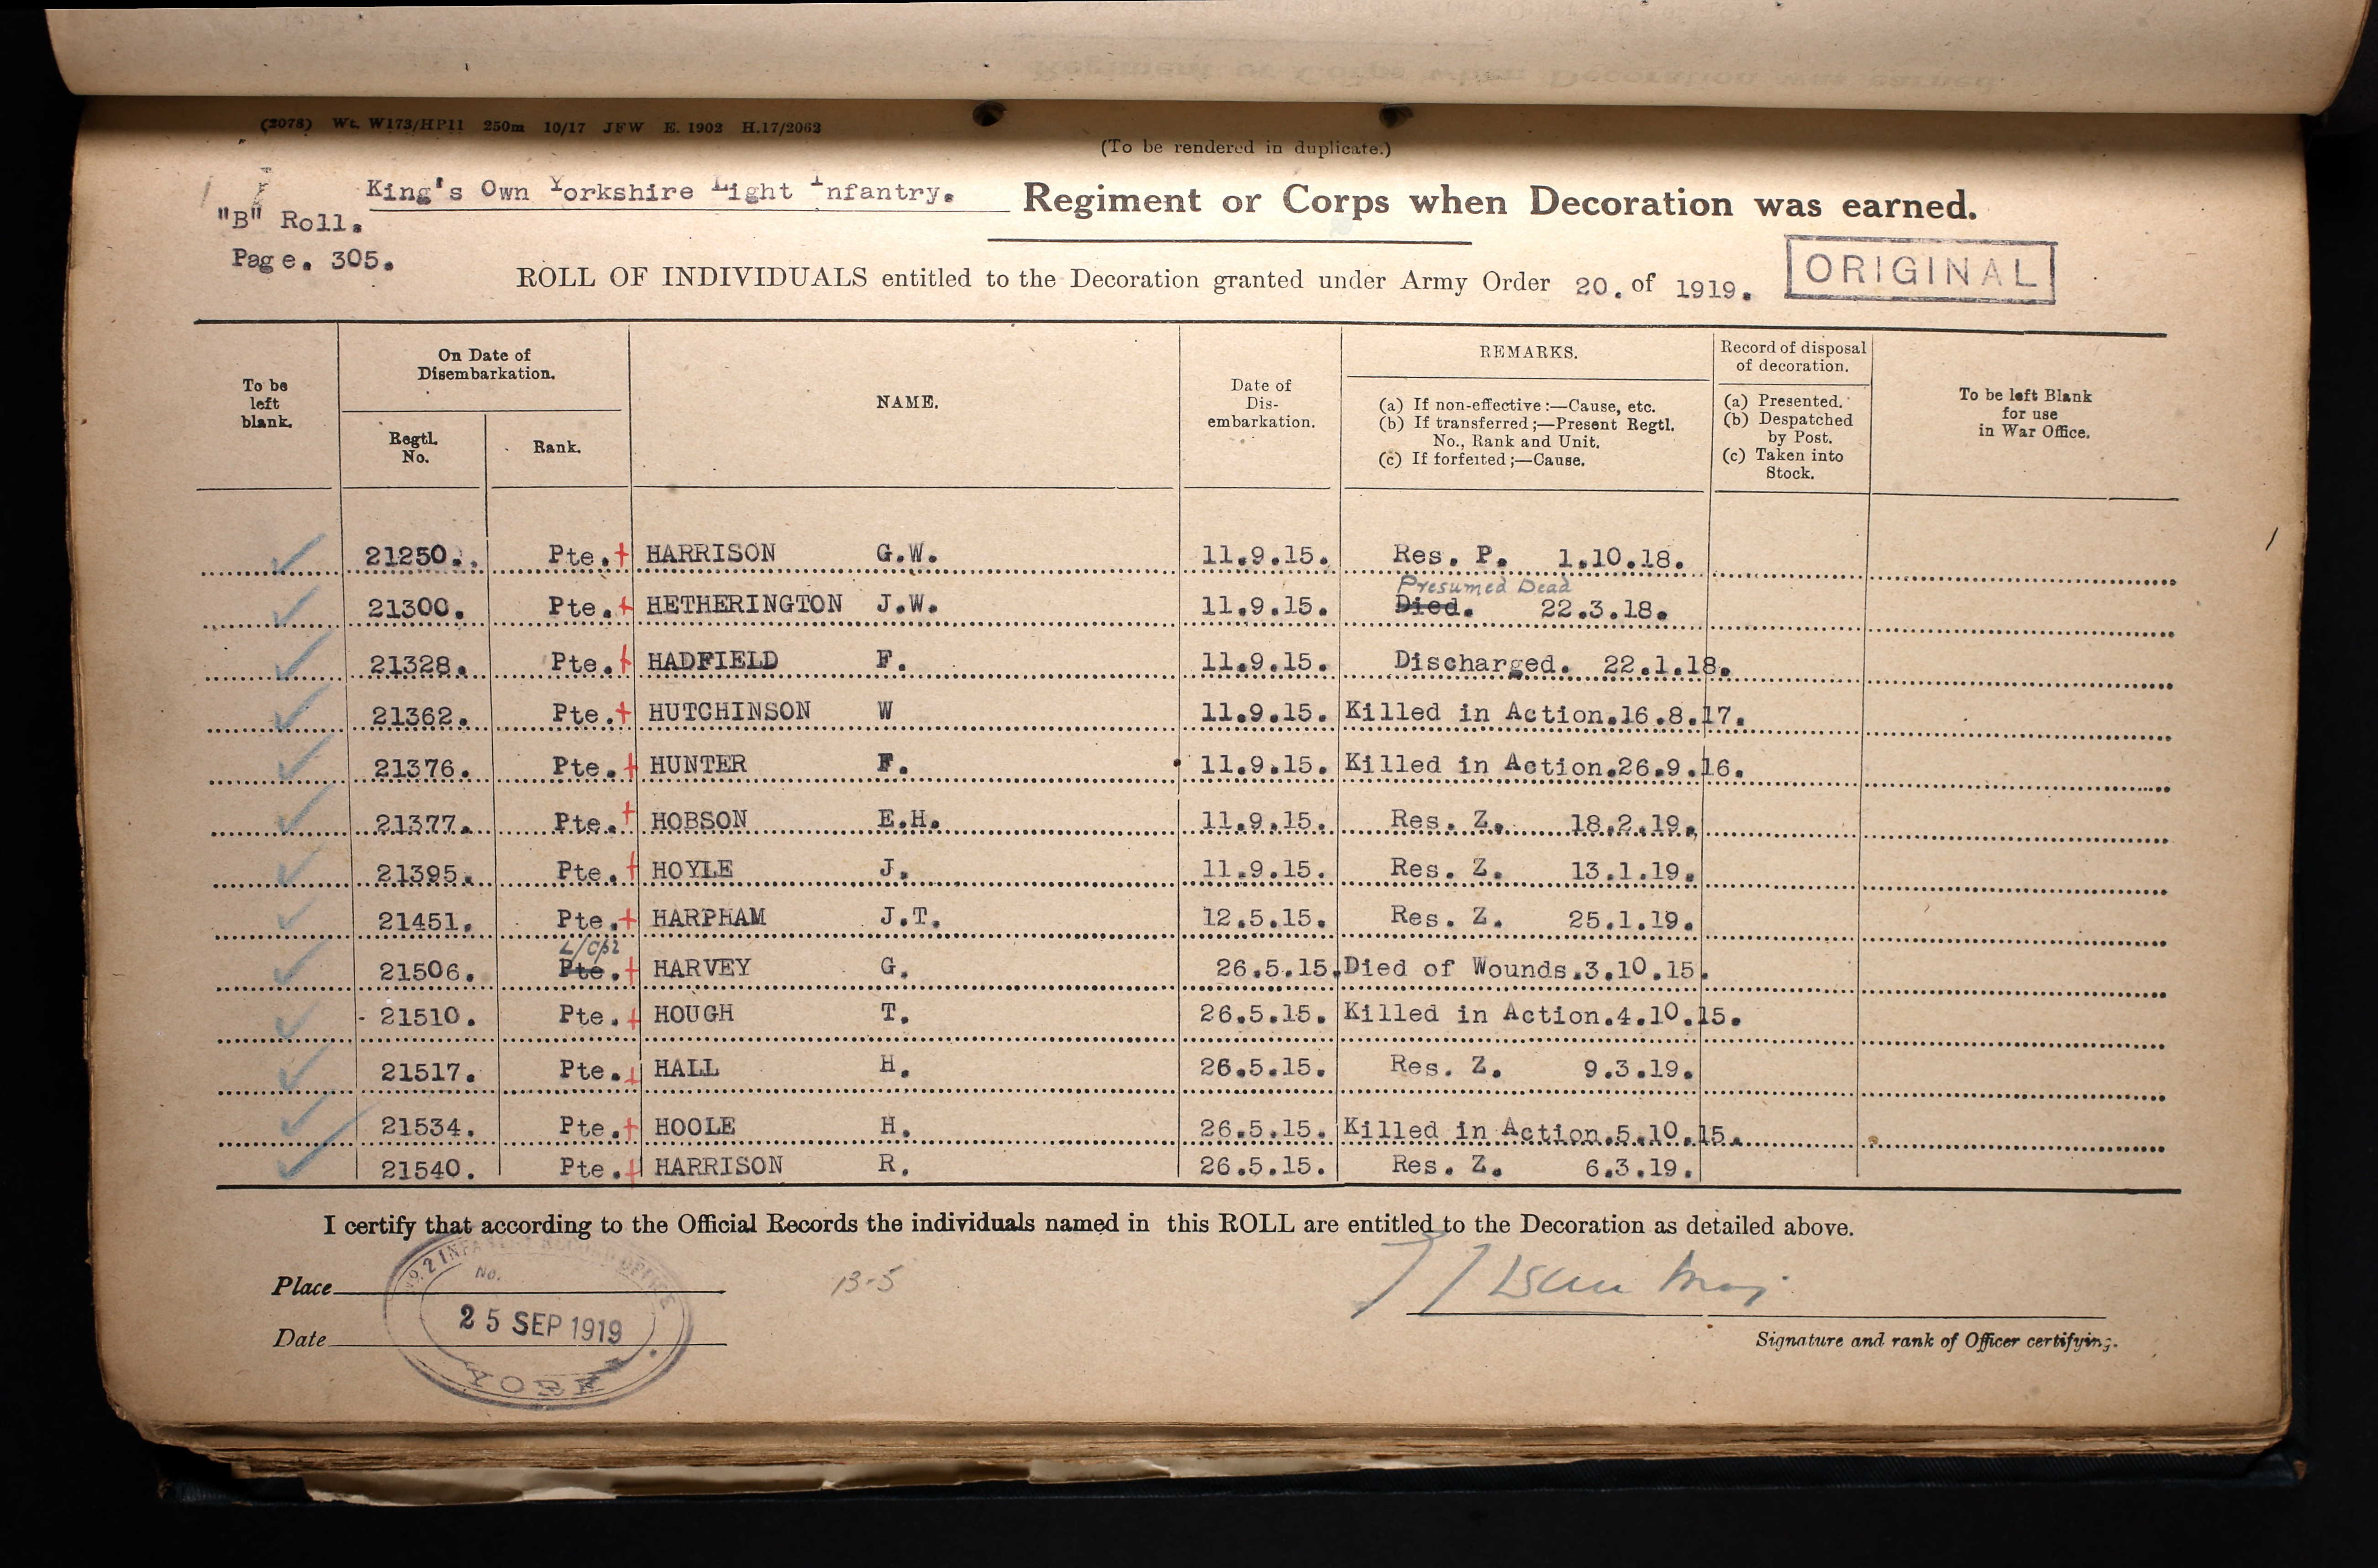 (2078) Wt. W173/HP11 250m 10/17 JFW E. 1902 H.17/2062
(To be rendered in duplicate.)
King's Own Yorkshire Light Infantry. Regiment or Corps when Decoration was earned.
"B" Roll.
Page. 305.
ROLL OF INDIVIDUALS entitled to the Decoration granted under Army Order 20. of 1919.
ORIGINAL
To be left blank.
On Date of Disembarkation.
Regtl. No.
Rank.
NAME.
Date of Dis-embarkation.
REMARKS.
(a) If non-effective:—Cause, etc.
(b) If transferred;—Present Regtl. No., Rank and Unit.
(c) If forfeited;—Cause.
Record of disposal of decoration.
(a) Presented.
(b) Despatched by Post.
(c) Taken into Stock.
To be left Blank for use in War Office.
21250. Pte. HARRISON G.W. 11.9.15. Res. P. 1.10.18.
Presumed Dead
21300. Pte. HETHERINGTON J.W. 11.9.15. Died. 22.3.18.
21328. Pte. HADFIELD F. 11.9.15. Discharged. 22.1.18.
21362. Pte. HUTCHINSON W 11.9.15. Killed in Action.16.8.17.
21376. Pte. HUNTER F. 11.9.15. Killed in Action.26.9.16.
21377. Pte. HOBSON E.H. 11.9.15. Res. Z. 18.2.19.
21395. Pte. HOYLE J. 11.9.15. Res. Z. 13.1.19.
21451. Pte. HARPHAM J.T. 12.5.15. Res. Z. 25.1.19.
L/Cpl
21506. Pte. HARVEY G. 26.5.15. Died of Wounds.3.10.15.
21510. Pte. HOUGH T. 26.5.15. Killed in Action.4.10.15.
21517. Pte. HALL H. 26.5.15. Res. Z. 9.3.19.
21534. Pte. HOOLE H. 26.5.15. Killed in Action.5.10.15.
21540. Pte. HARRISON R. 26.5.15. Res. Z. 6.3.19.
I certify that according to the Official Records the individuals named in this ROLL are entitled to the Decoration as detailed above.
No. 2 INFANTRY RECORD OFFICE
No.
Place
13-5
25 SEP 1919
Date
YORK
Maj
Signature and rank of Officer certifying.